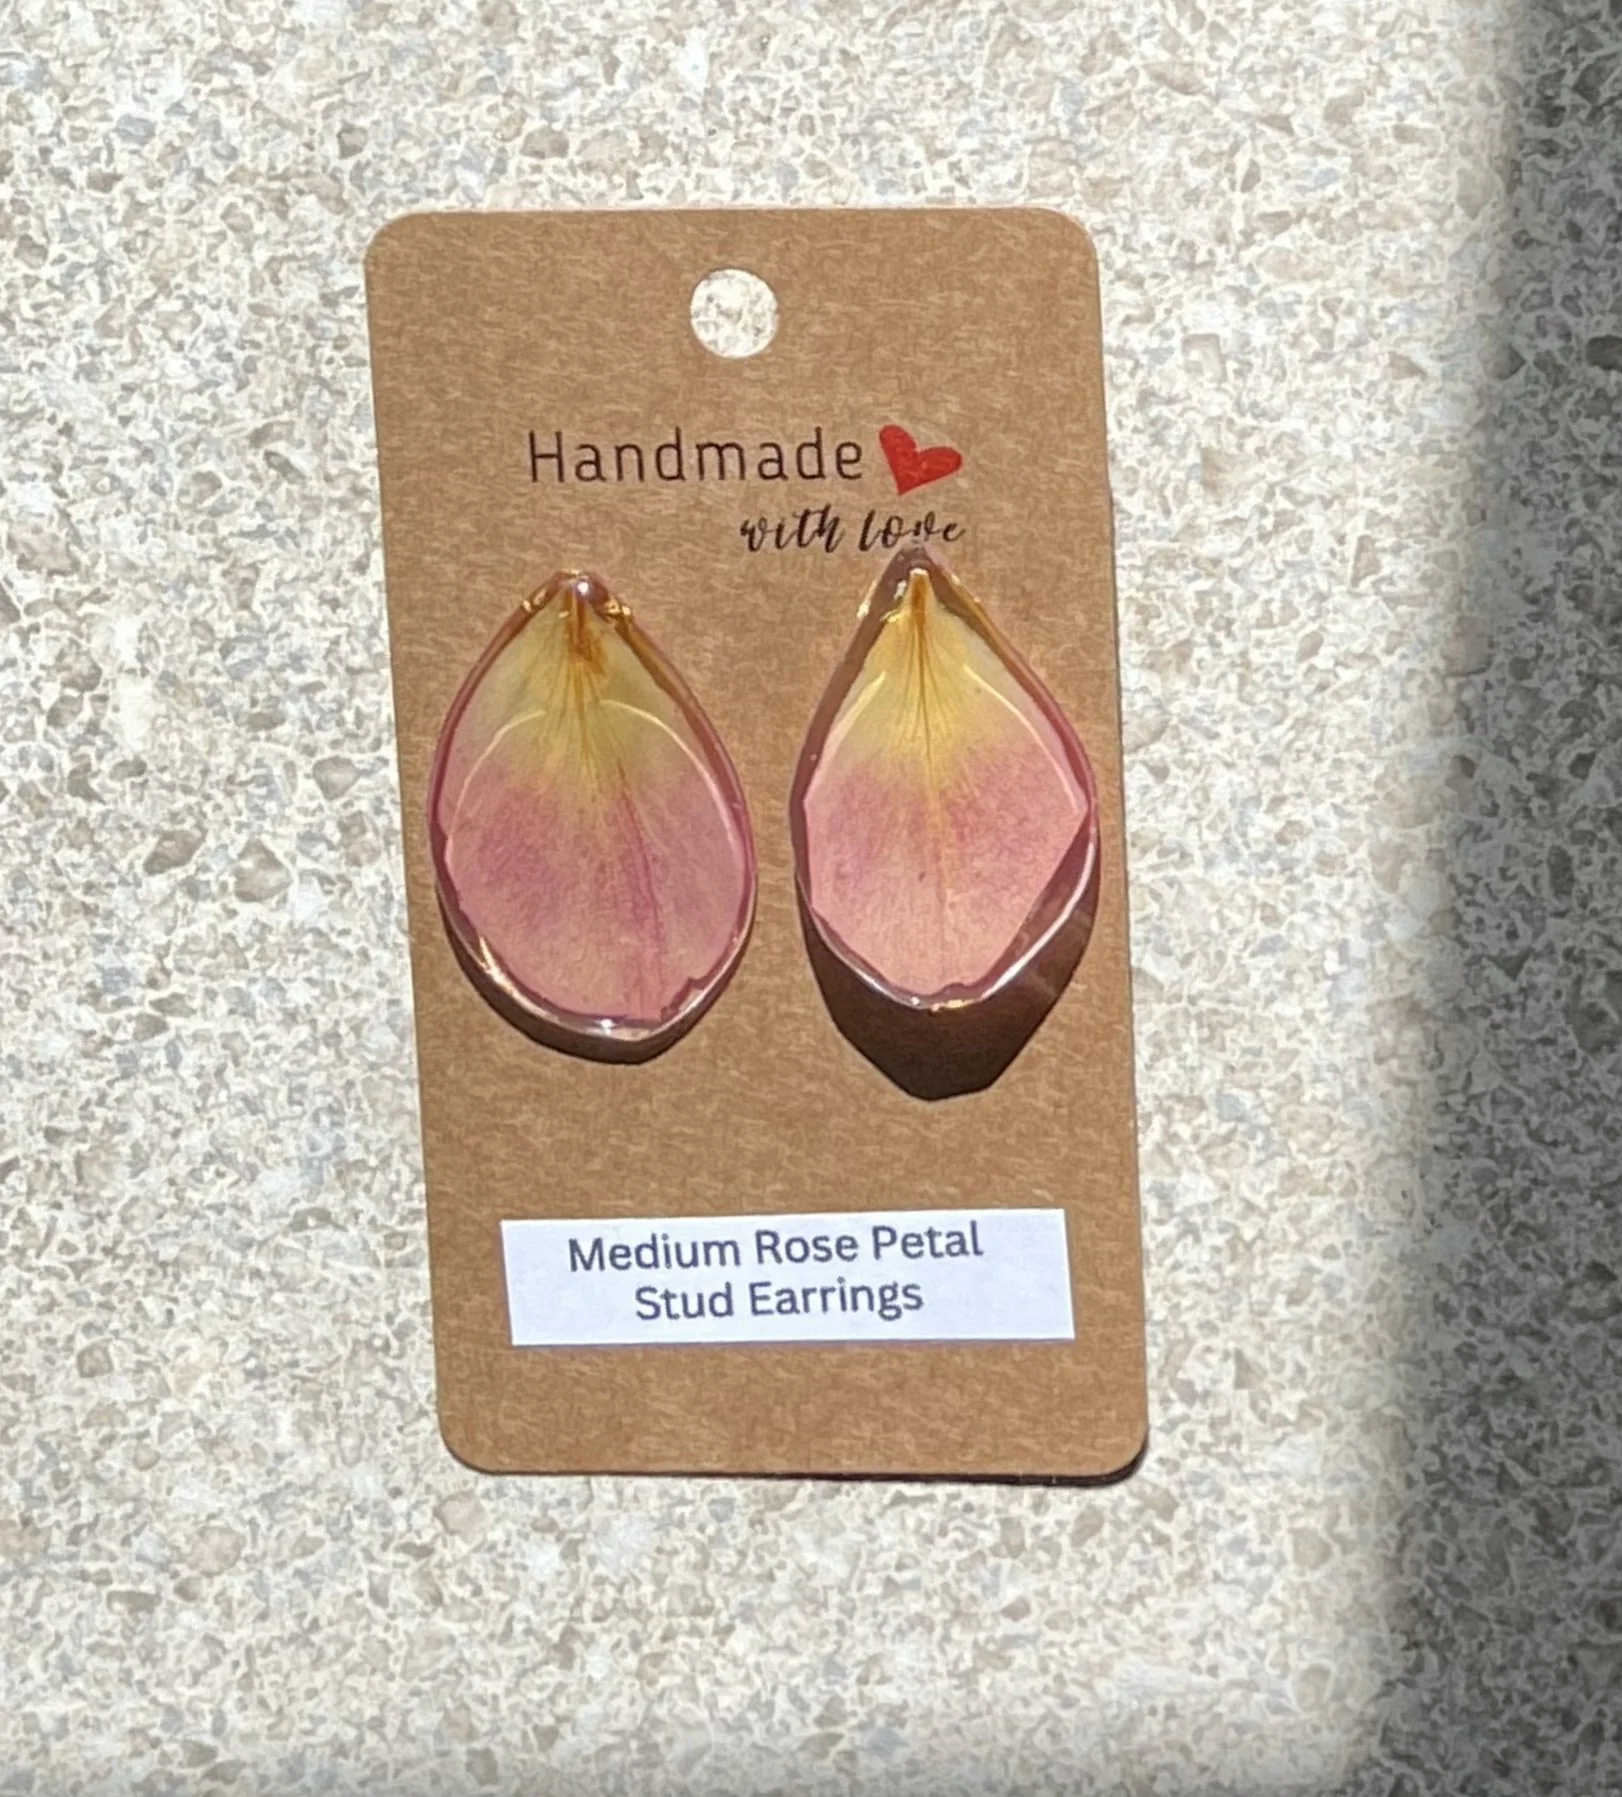 Handmade
with love
Medium Rose Petal
Stud Earrings